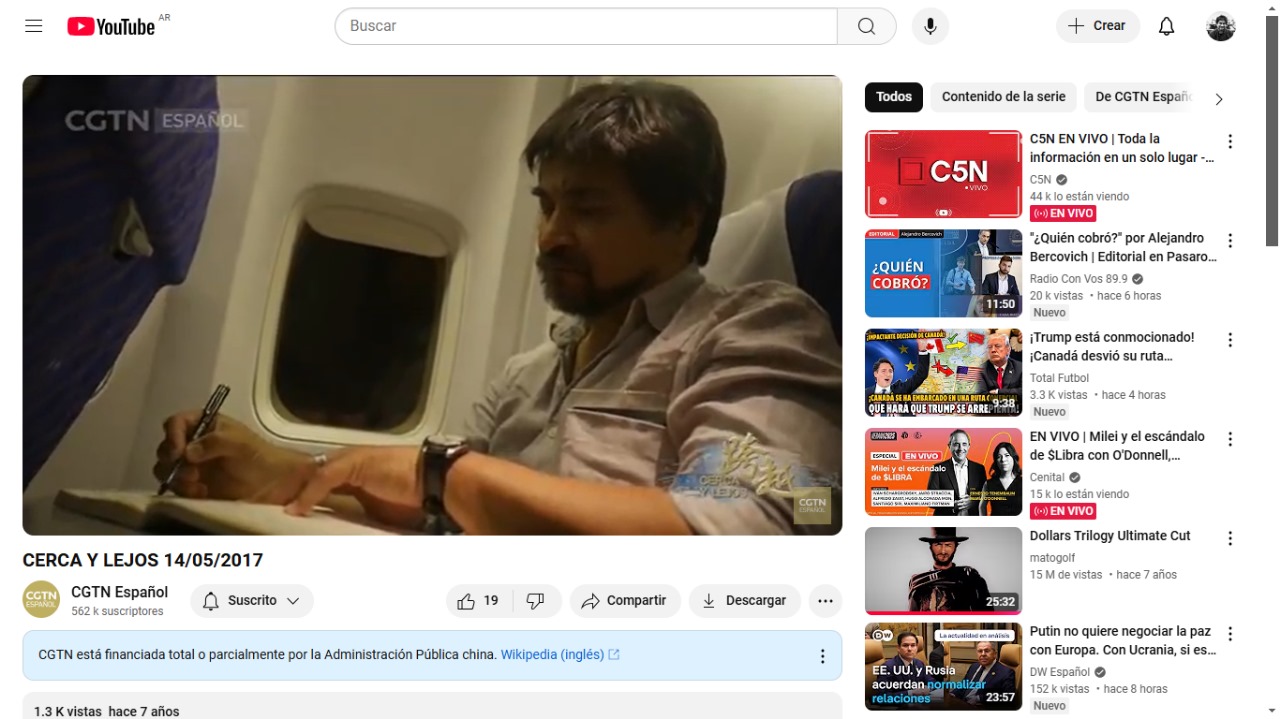 YouTube AR
Buscar
Crear
CGTN ESPAÑOL
CERCA
Y LEJOS
CGTN
ESPAÑOL
CERCA Y LEJOS 14/05/2017
CGTN
ESPAÑOL
CGTN Español
562 k suscriptores
Suscrito
19
Compartir
Descargar
CGTN está financiada total o parcialmente por la Administración Pública china. Wikipedia (inglés)
1.3 K vistas hace 7 años
Todos
Contenido de la serie
De CGTN Españo
C5N
VIVO
C5N EN VIVO | Toda la
información en un solo lugar -...
C5N
44 k lo están viendo
EN VIVO
EDITORIAL Alejandro Bercovich
¿QUIÉN
COBRÓ?
11:50
"¿Quién cobró?" por Alejandro
Bercovich | Editorial en Pasaro...
Radio Con Vos 89.9
20 k vistas • hace 6 horas
Nuevo
¡IMPACTANTE DECISIÓN DE CANADÁ!
¡CANADÁ SE HA EMBARCADO EN UNA RUTA
QUE HARÁ QUE TRUMP SE ARREPIENTA!
9:38
¡Trump está conmocionado!
¡Canadá desvió su ruta...
Total Futbol
3.3 K vistas • hace 4 horas
Nuevo
ESPECIAL EN VIVO
Milei y el escándalo
de $LIBRA
EN VIVO | Milei y el escándalo
de $Libra con O'Donnell,...
Cenital
15 k lo están viendo
EN VIVO
25:32
Dollars Trilogy Ultimate Cut
matogolf
15 M de vistas • hace 7 años
DW
La actualidad en análisis
EE. UU. y Rusia
acuerdan normalizar
relaciones
23:57
Putin no quiere negociar la paz
con Europa. Con Ucrania, si es...
DW Español
152 k vistas • hace 8 horas
Nuevo